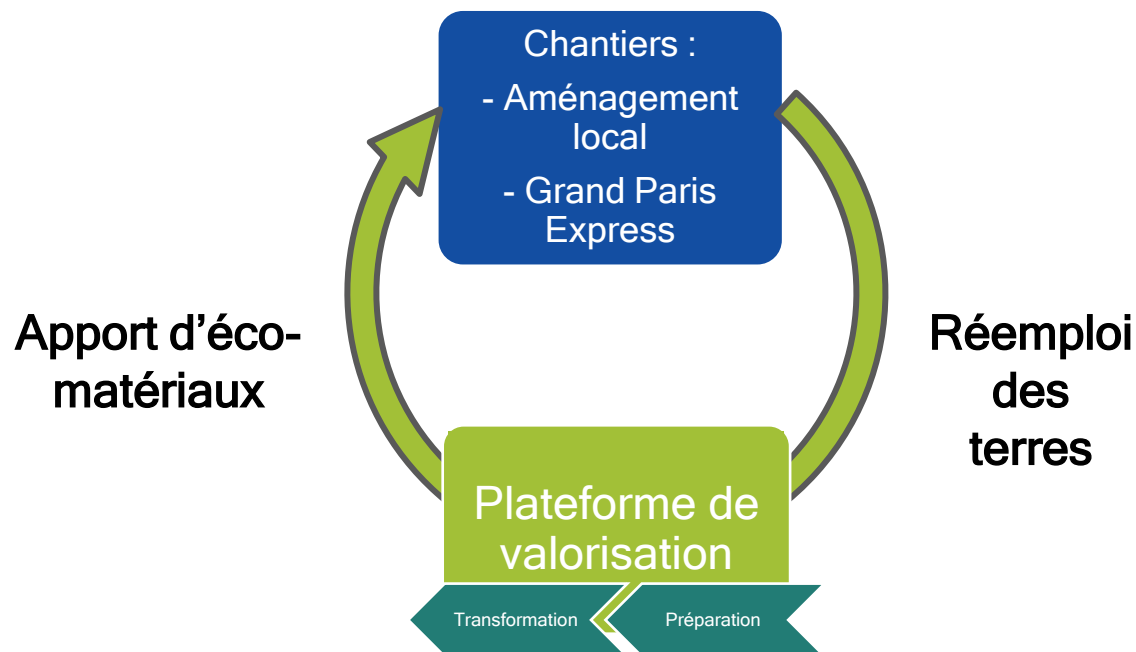 Chantiers :
- Aménagement
local
- Grand Paris
Express
Apport d’éco-
matériaux
Réemploi
des
terres
Plateforme de
valorisation
Transformation
Préparation